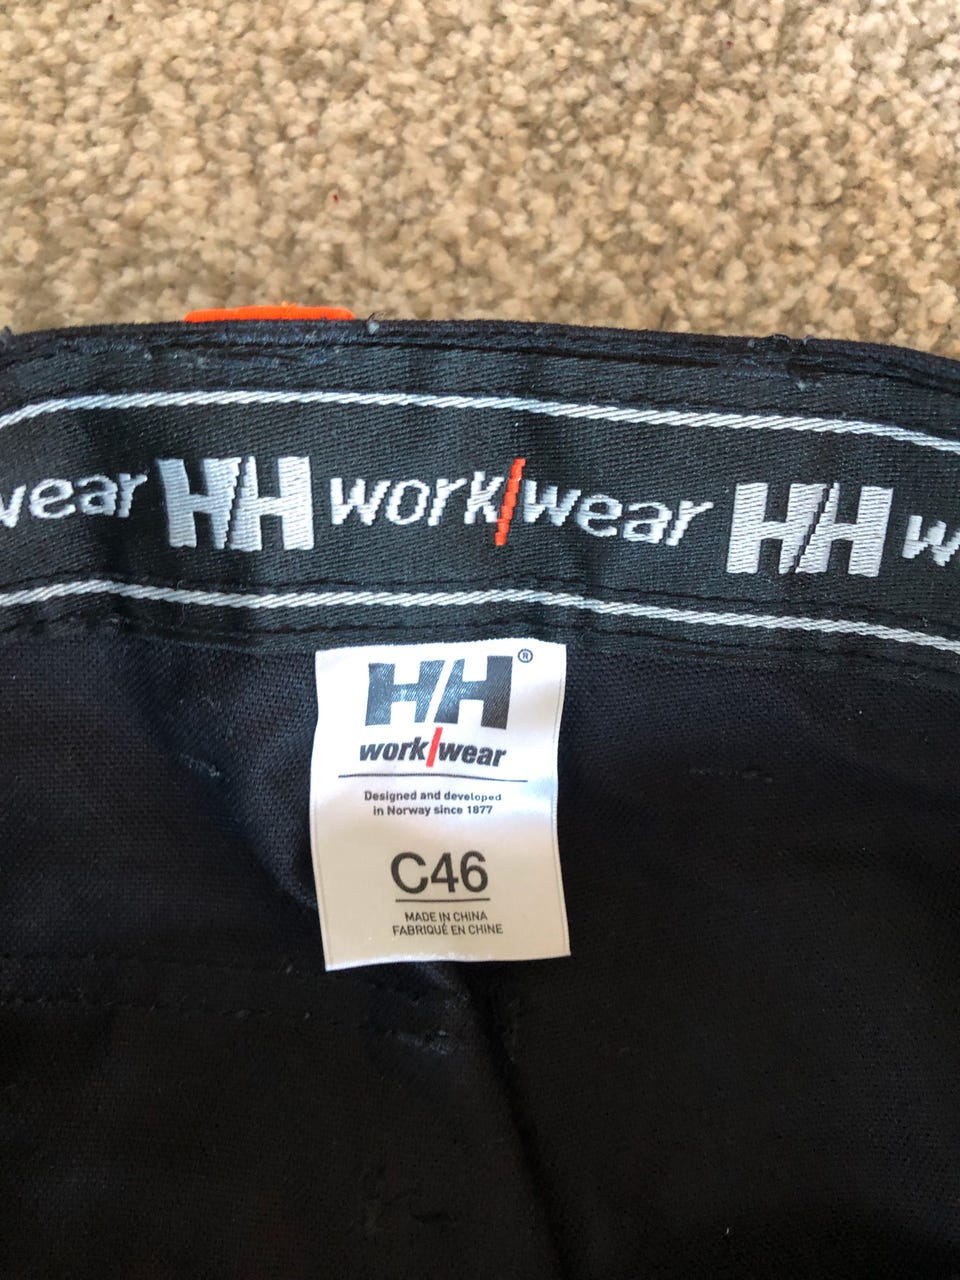 wear HH work/wear HH w
HH®
work/wear
Designed and developed
in Norway since 1877
C46
MADE IN CHINA
FABRIQUÉ EN CHINE